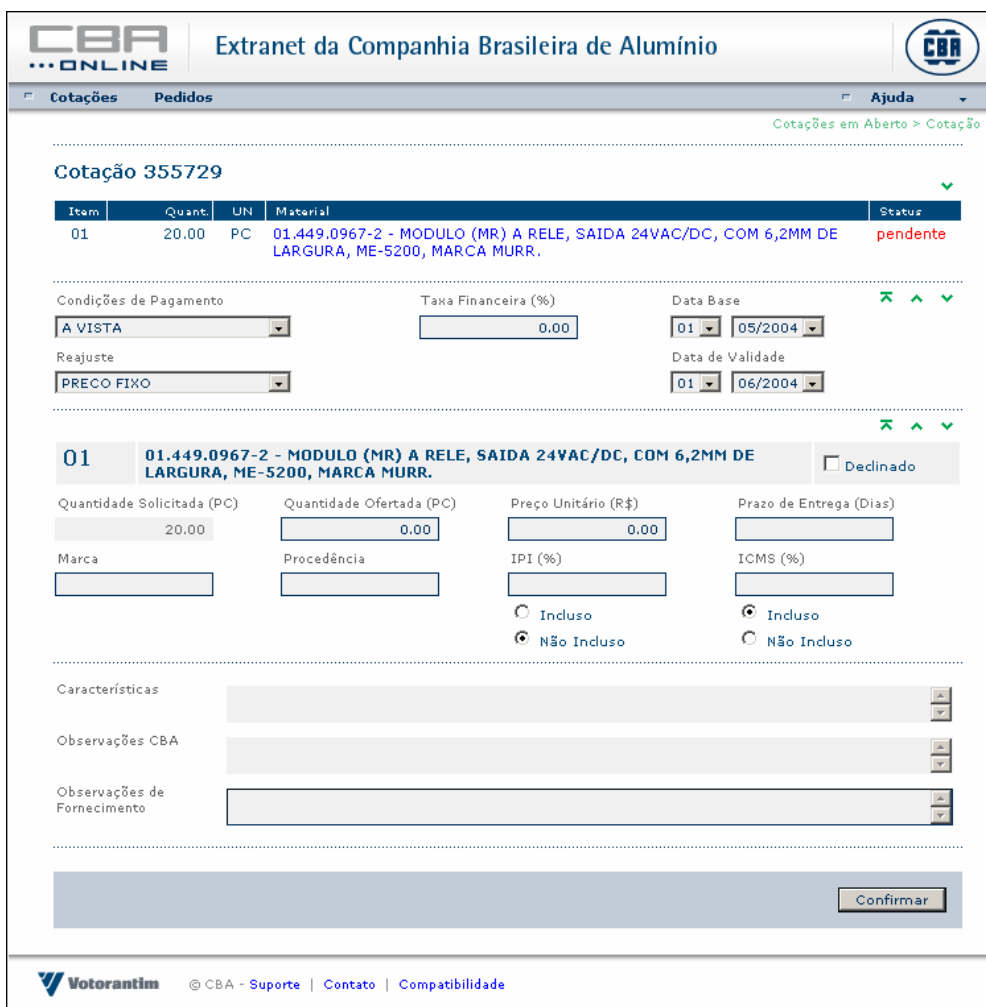 CBA
...ONLINE
Extranet da Companhia Brasileira de Alumínio
CBA
Cotações Pedidos Ajuda
Cotações em Aberto > Cotação
Cotação 355729
Item Quant. UN Material Status
01 20.00 PC 01.449.0967-2 - MODULO (MR) A RELE, SAIDA 24VAC/DC, COM 6,2MM DE pendente
LARGURA, ME-5200, MARCA MURR.
Condições de Pagamento Taxa Financeira (%) Data Base
A VISTA 0.00 01 05/2004
Reajuste Data de Validade
PRECO FIXO 01 06/2004
01 01.449.0967-2 - MODULO (MR) A RELE, SAIDA 24VAC/DC, COM 6,2MM DE
LARGURA, ME-5200, MARCA MURR. Declinado
Quantidade Solicitada (PC) Quantidade Ofertada (PC) Preço Unitário (R$) Prazo de Entrega (Dias)
20.00 0.00 0.00
Marca Procedência IPI (%) ICMS (%)
Incluso Incluso
Não Incluso Não Incluso
Características
Observações CBA
Observações de
Fornecimento
Confirmar
Votorantim © CBA - Suporte | Contato | Compatibilidade